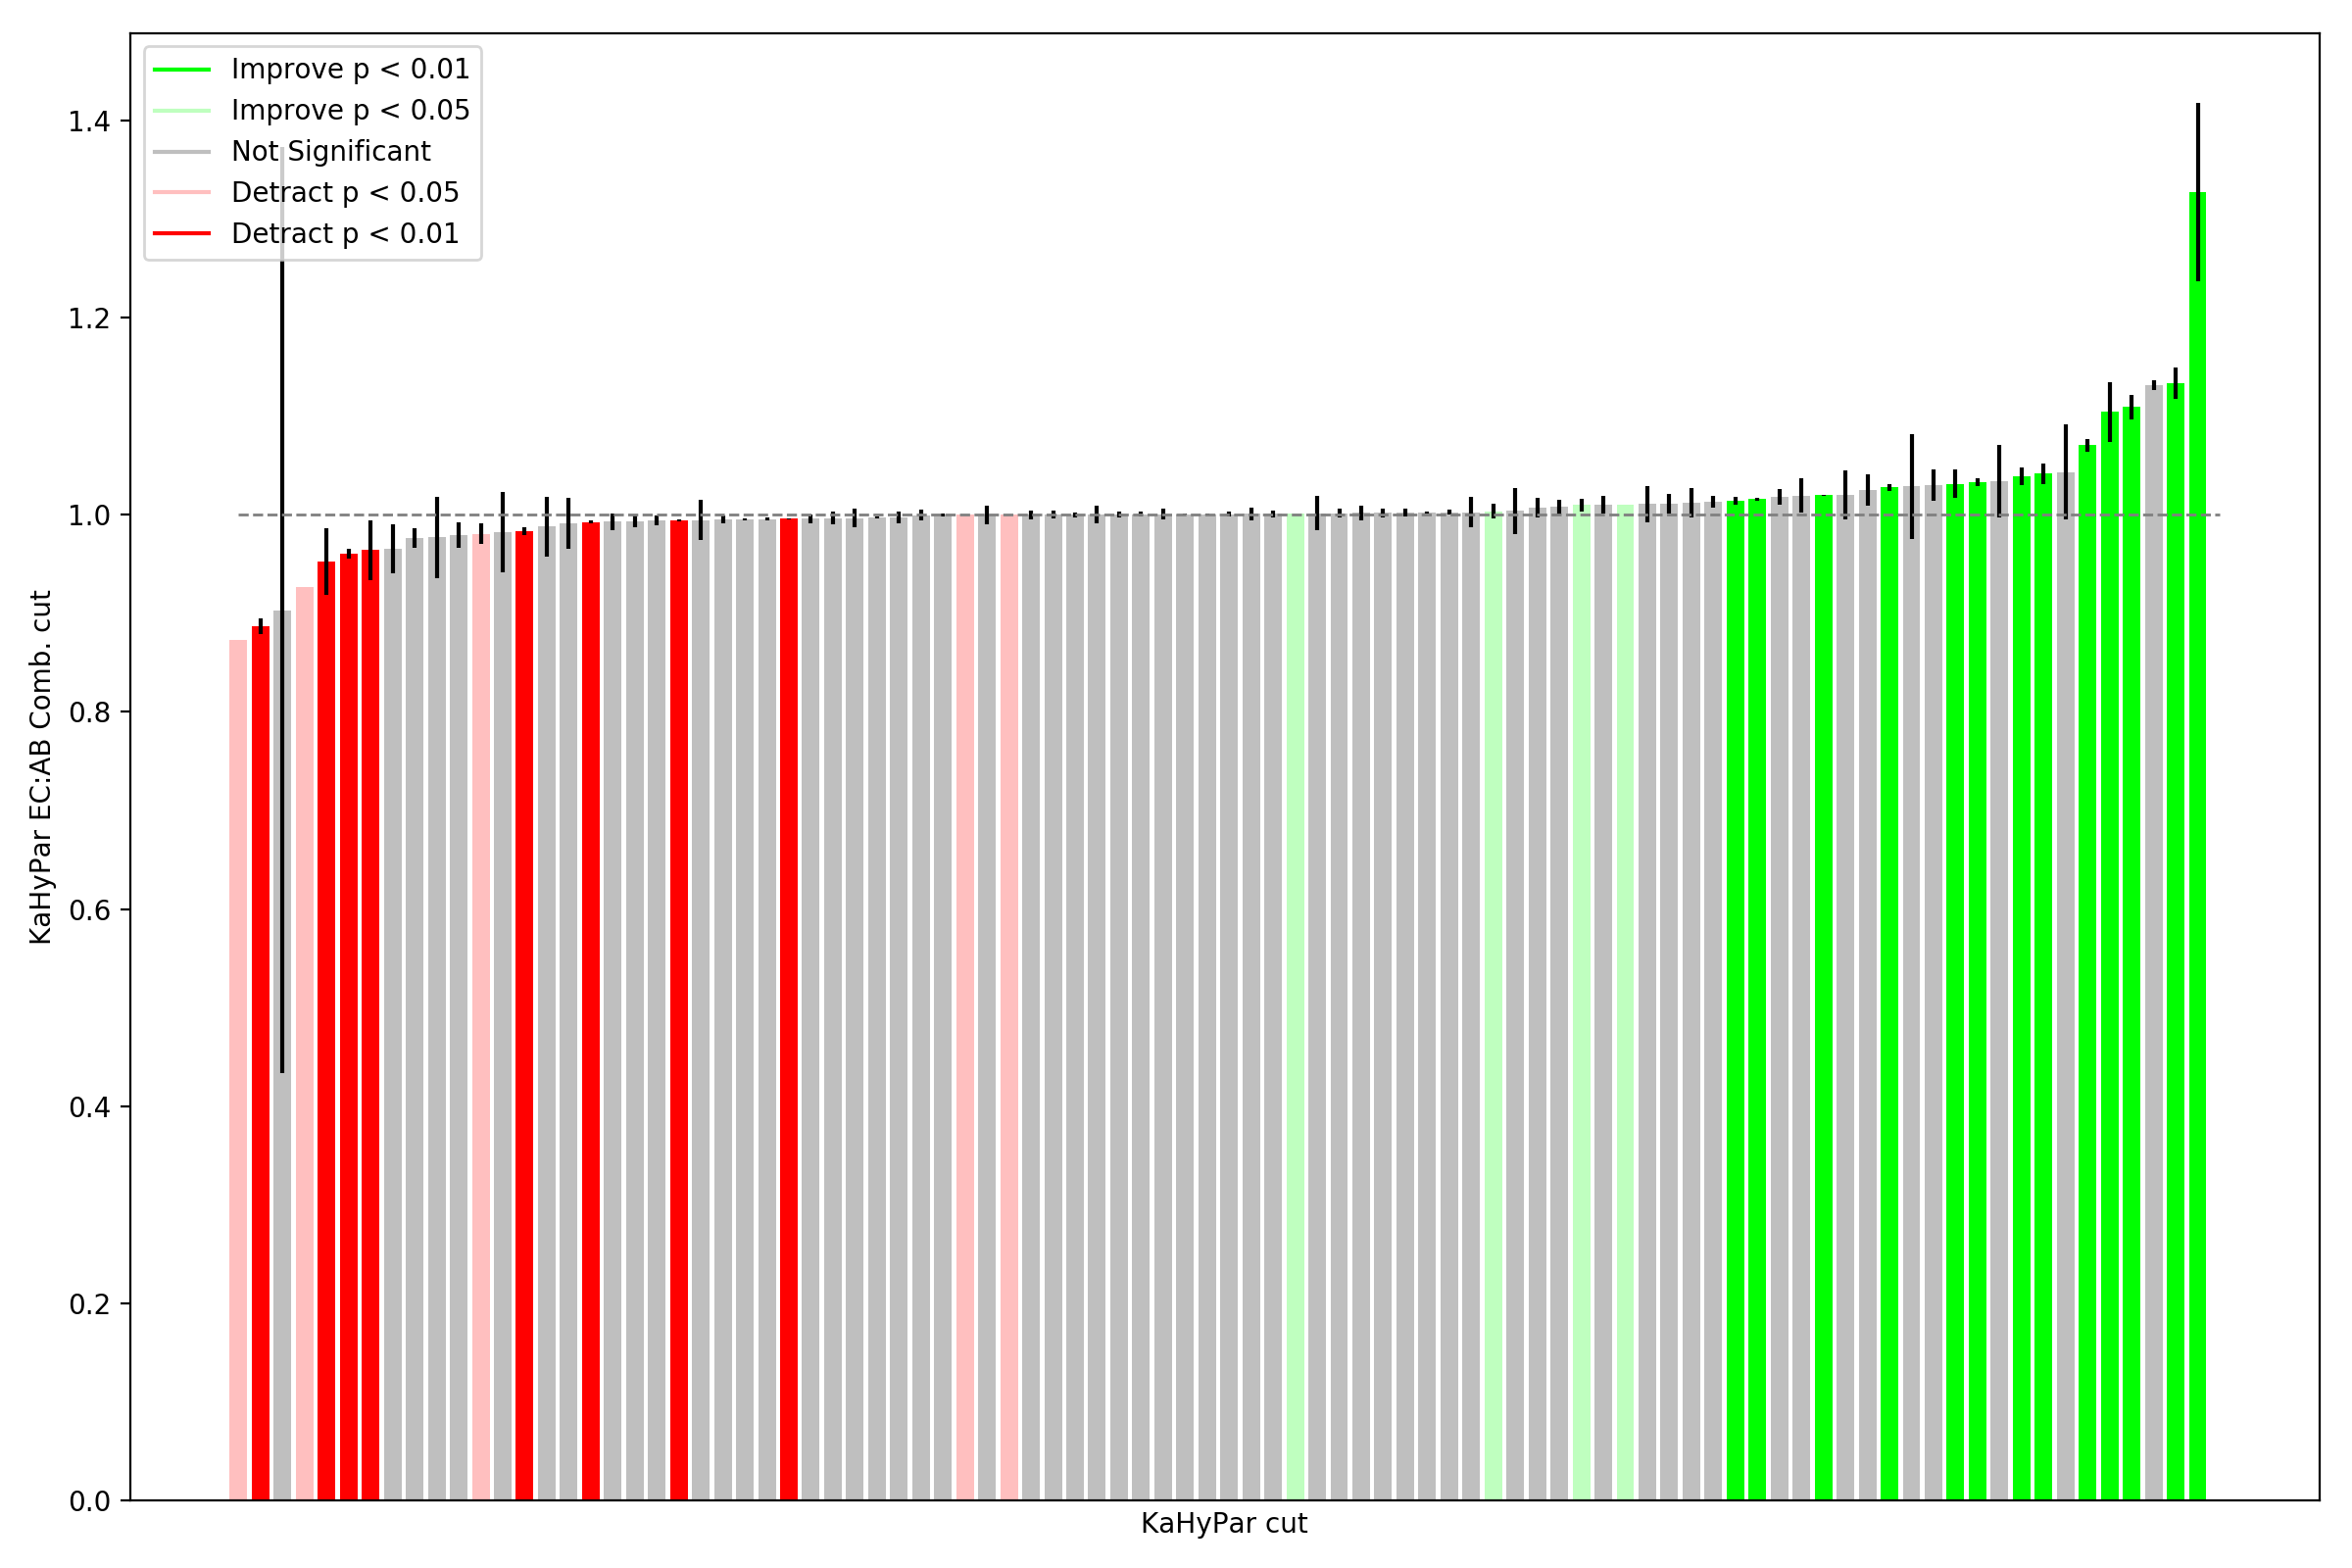 Improve p < 0.01
Improve p < 0.05
Not Significant
Detract p < 0.05
Detract p < 0.01
1.4
1.2
1.0
0.8
0.6
0.4
0.2
0.0
KaHyPar EC:AB Comb. cut
KaHyPar cut